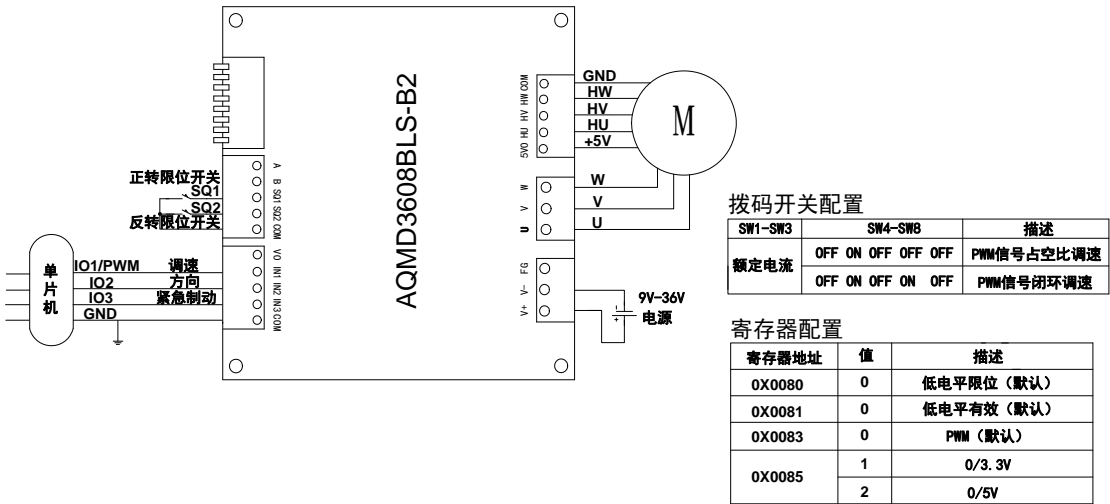 AQMD3608BLS-B2
正转限位开关
SQ1
SQ2
反转限位开关
A
B
SQ1
SQ2
COM
单片机
IO1/PWM 调速
IO2 方向
IO3 紧急制动
GND
VO
IN1
IN2
IN3
COM
COM
HW
HV
HU
5VO
GND
HW
HV
HU
+5V
M
W
V
U
W
V
U
FG
V-
V+
9V-36V
电源
拨码开关配置
SW1-SW3 SW4-SW8 描述
额定电流 OFF ON OFF OFF OFF PWM信号占空比调速
OFF ON OFF ON OFF PWM信号闭环调速
寄存器配置
寄存器地址 值 描述
0X0080 0 低电平限位（默认）
0X0081 0 低电平有效（默认）
0X0083 0 PWM（默认）
0X0085 1 0/3.3V
2 0/5V